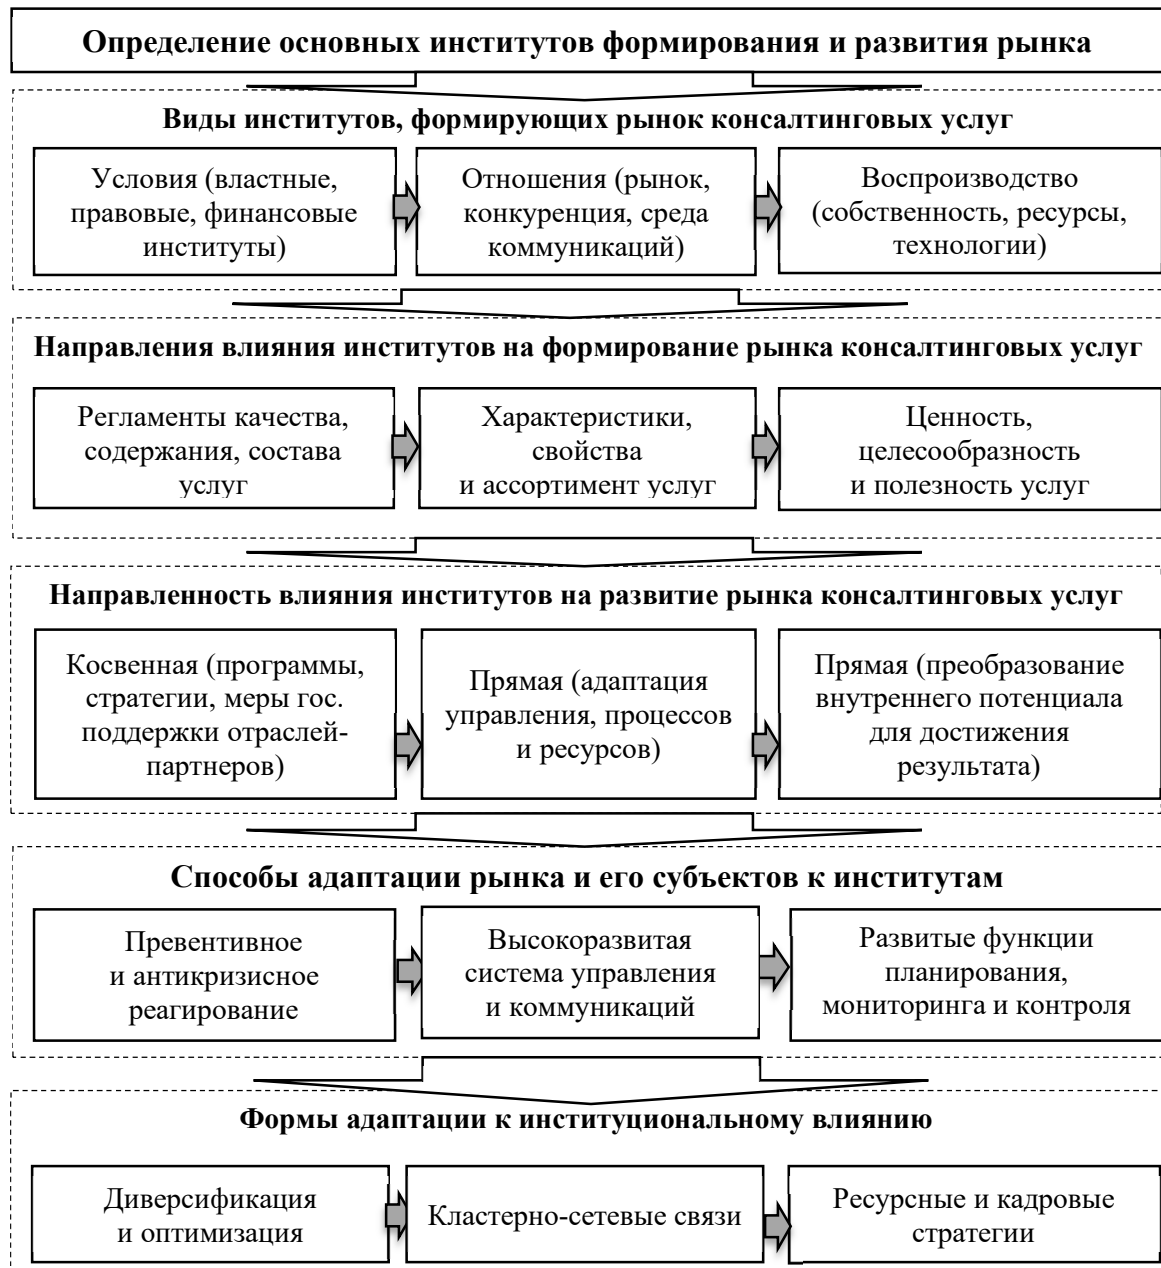 Определение основных институтов формирования и развития рынка
Виды институтов, формирующих рынок консалтинговых услуг
Условия (властные,
правовые, финансовые
институты)
Отношения (рынок,
конкуренция, среда
коммуникаций)
Воспроизводство
(собственность, ресурсы,
технологии)
Направления влияния институтов на формирование рынка консалтинговых услуг
Регламенты качества,
содержания, состава
услуг
Характеристики,
свойства
и ассортимент услуг
Ценность,
целесообразность
и полезность услуг
Направленность влияния институтов на развитие рынка консалтинговых услуг
Косвенная (программы,
стратегии, меры гос.
поддержки отраслей-
партнеров)
Прямая (адаптация
управления, процессов
и ресурсов)
Прямая (преобразование
внутреннего потенциала
для достижения
результата)
Способы адаптации рынка и его субъектов к институтам
Превентивное
и антикризисное
реагирование
Высокоразвитая
система управления
и коммуникаций
Развитые функции
планирования,
мониторинга и контроля
Формы адаптации к институциональному влиянию
Диверсификация
и оптимизация
Кластерно-сетевые связи
Ресурсные и кадровые
стратегии